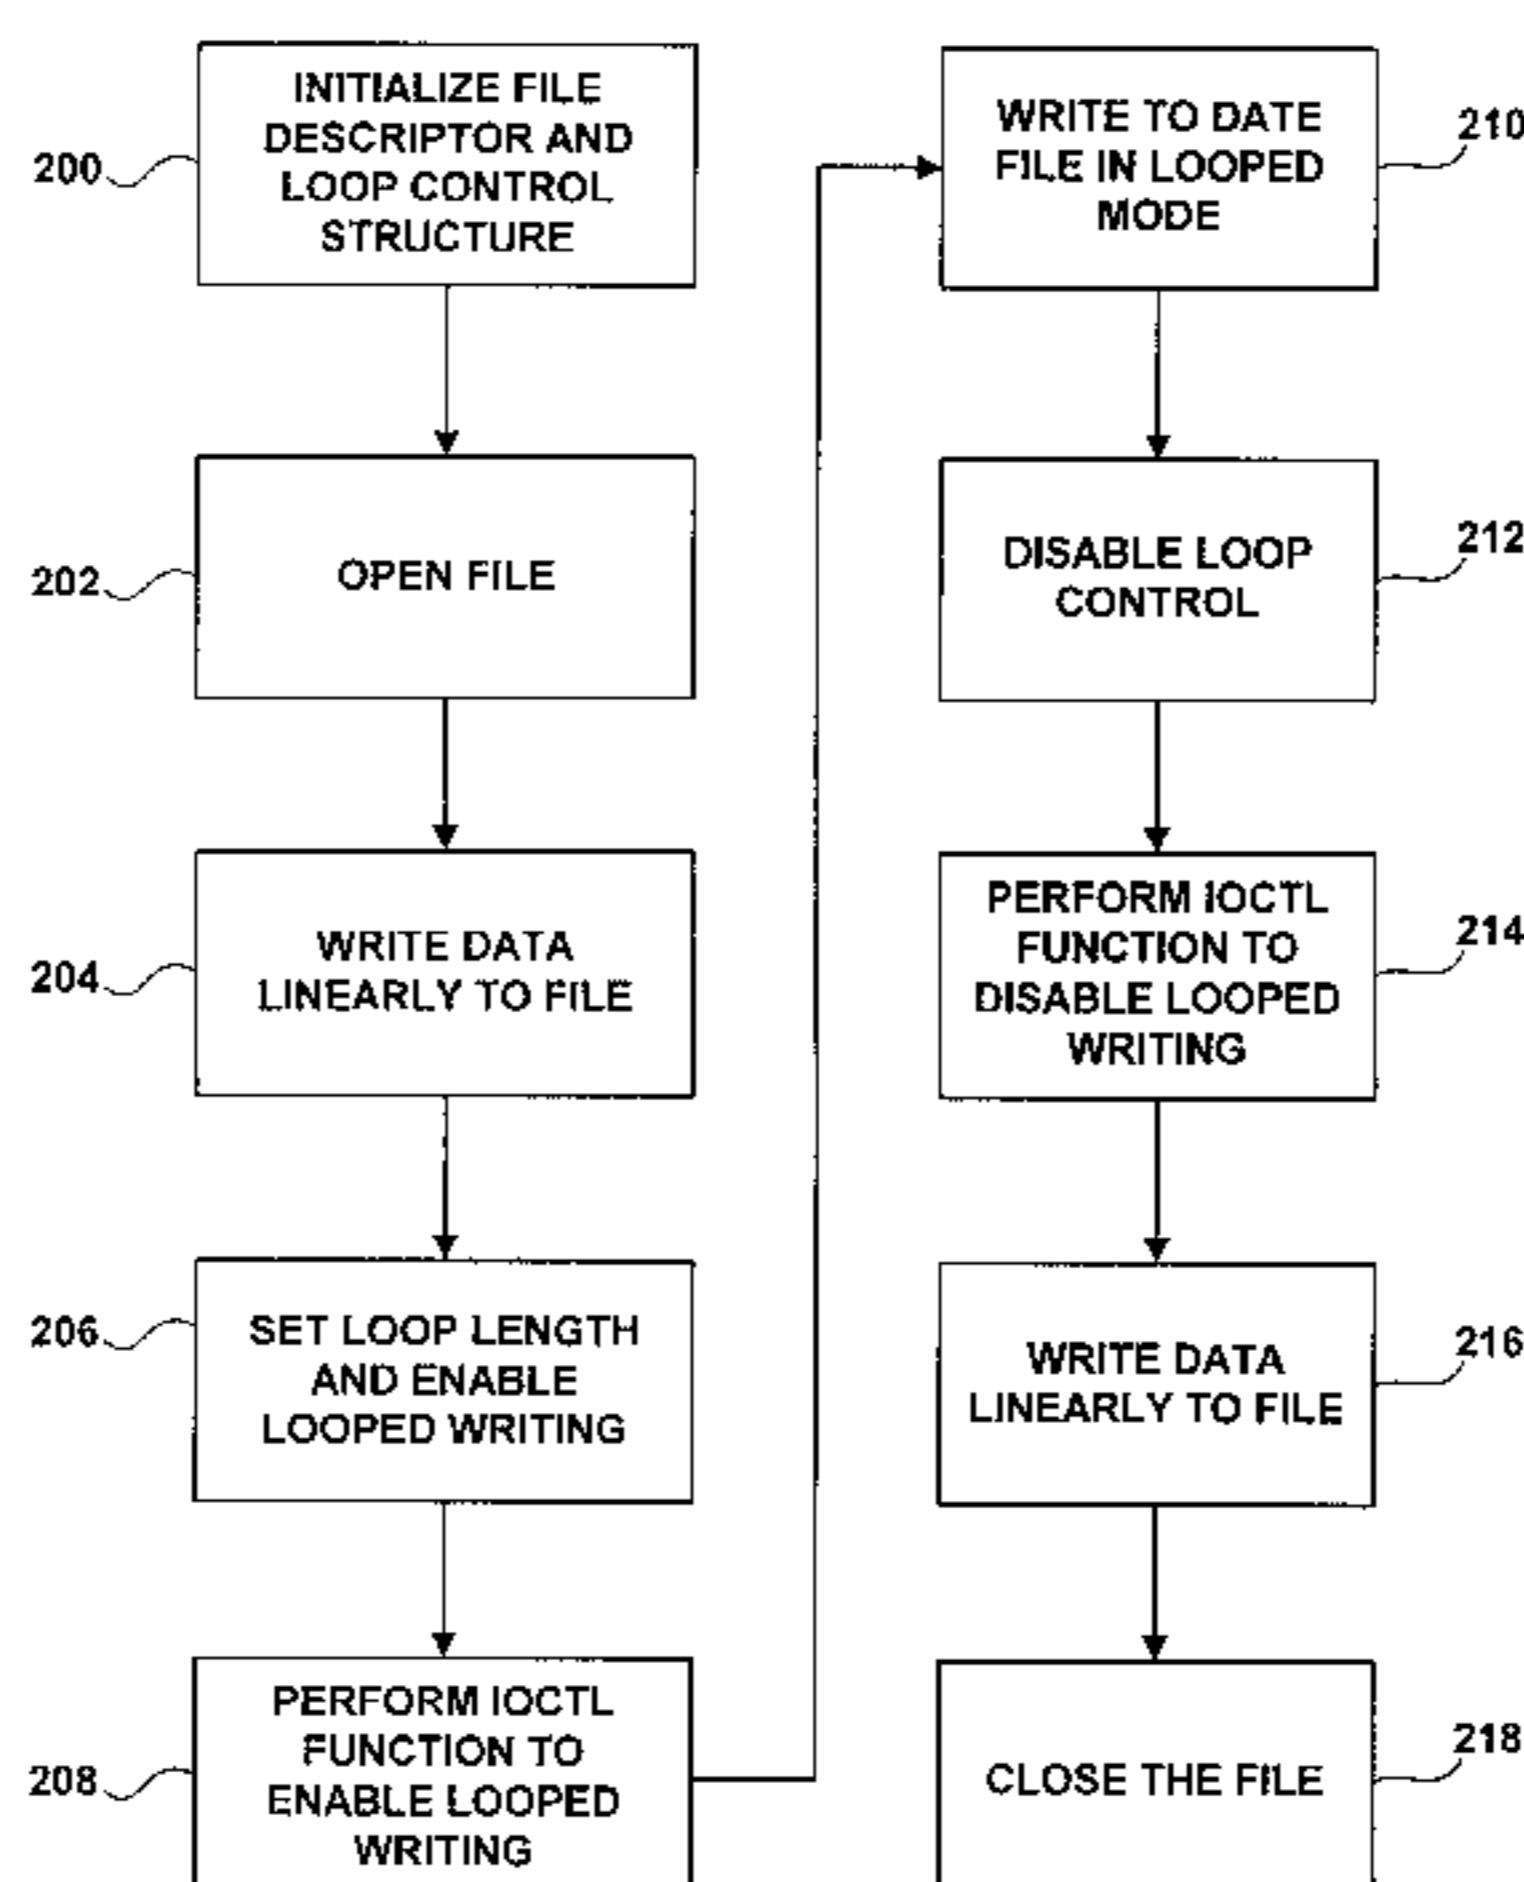 200
INITIALIZE FILE
DESCRIPTOR AND
LOOP CONTROL
STRUCTURE
202
OPEN FILE
204
WRITE DATA
LINEARLY TO FILE
206
SET LOOP LENGTH
AND ENABLE
LOOPED WRITING
208
PERFORM IOCTL
FUNCTION TO
ENABLE LOOPED
WRITING
WRITE TO DATE
FILE IN LOOPED
MODE
210
DISABLE LOOP
CONTROL
212
PERFORM IOCTL
FUNCTION TO
DISABLE LOOPED
WRITING
214
WRITE DATA
LINEARLY TO FILE
216
CLOSE THE FILE
218